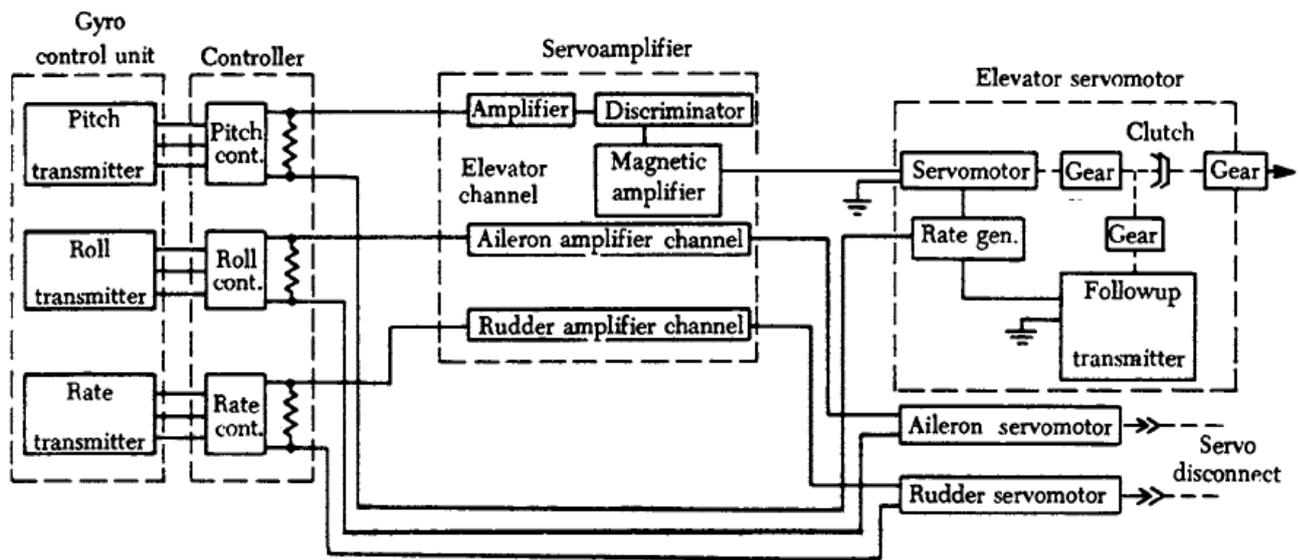 Gyro
control unit
Controller
Servoamplifier
Elevator servomotor
Pitch
transmitter
Pitch
cont.
Amplifier
Discriminator
Magnetic
amplifier
Elevator
channel
Clutch
Servomotor
Gear
Gear
Rate gen.
Gear
Roll
transmitter
Roll
cont.
Aileron amplifier channel
Followup
transmitter
Rudder amplifier channel
Rate
transmitter
Rate
cont.
Aileron servomotor
Servo
disconnect
Rudder servomotor